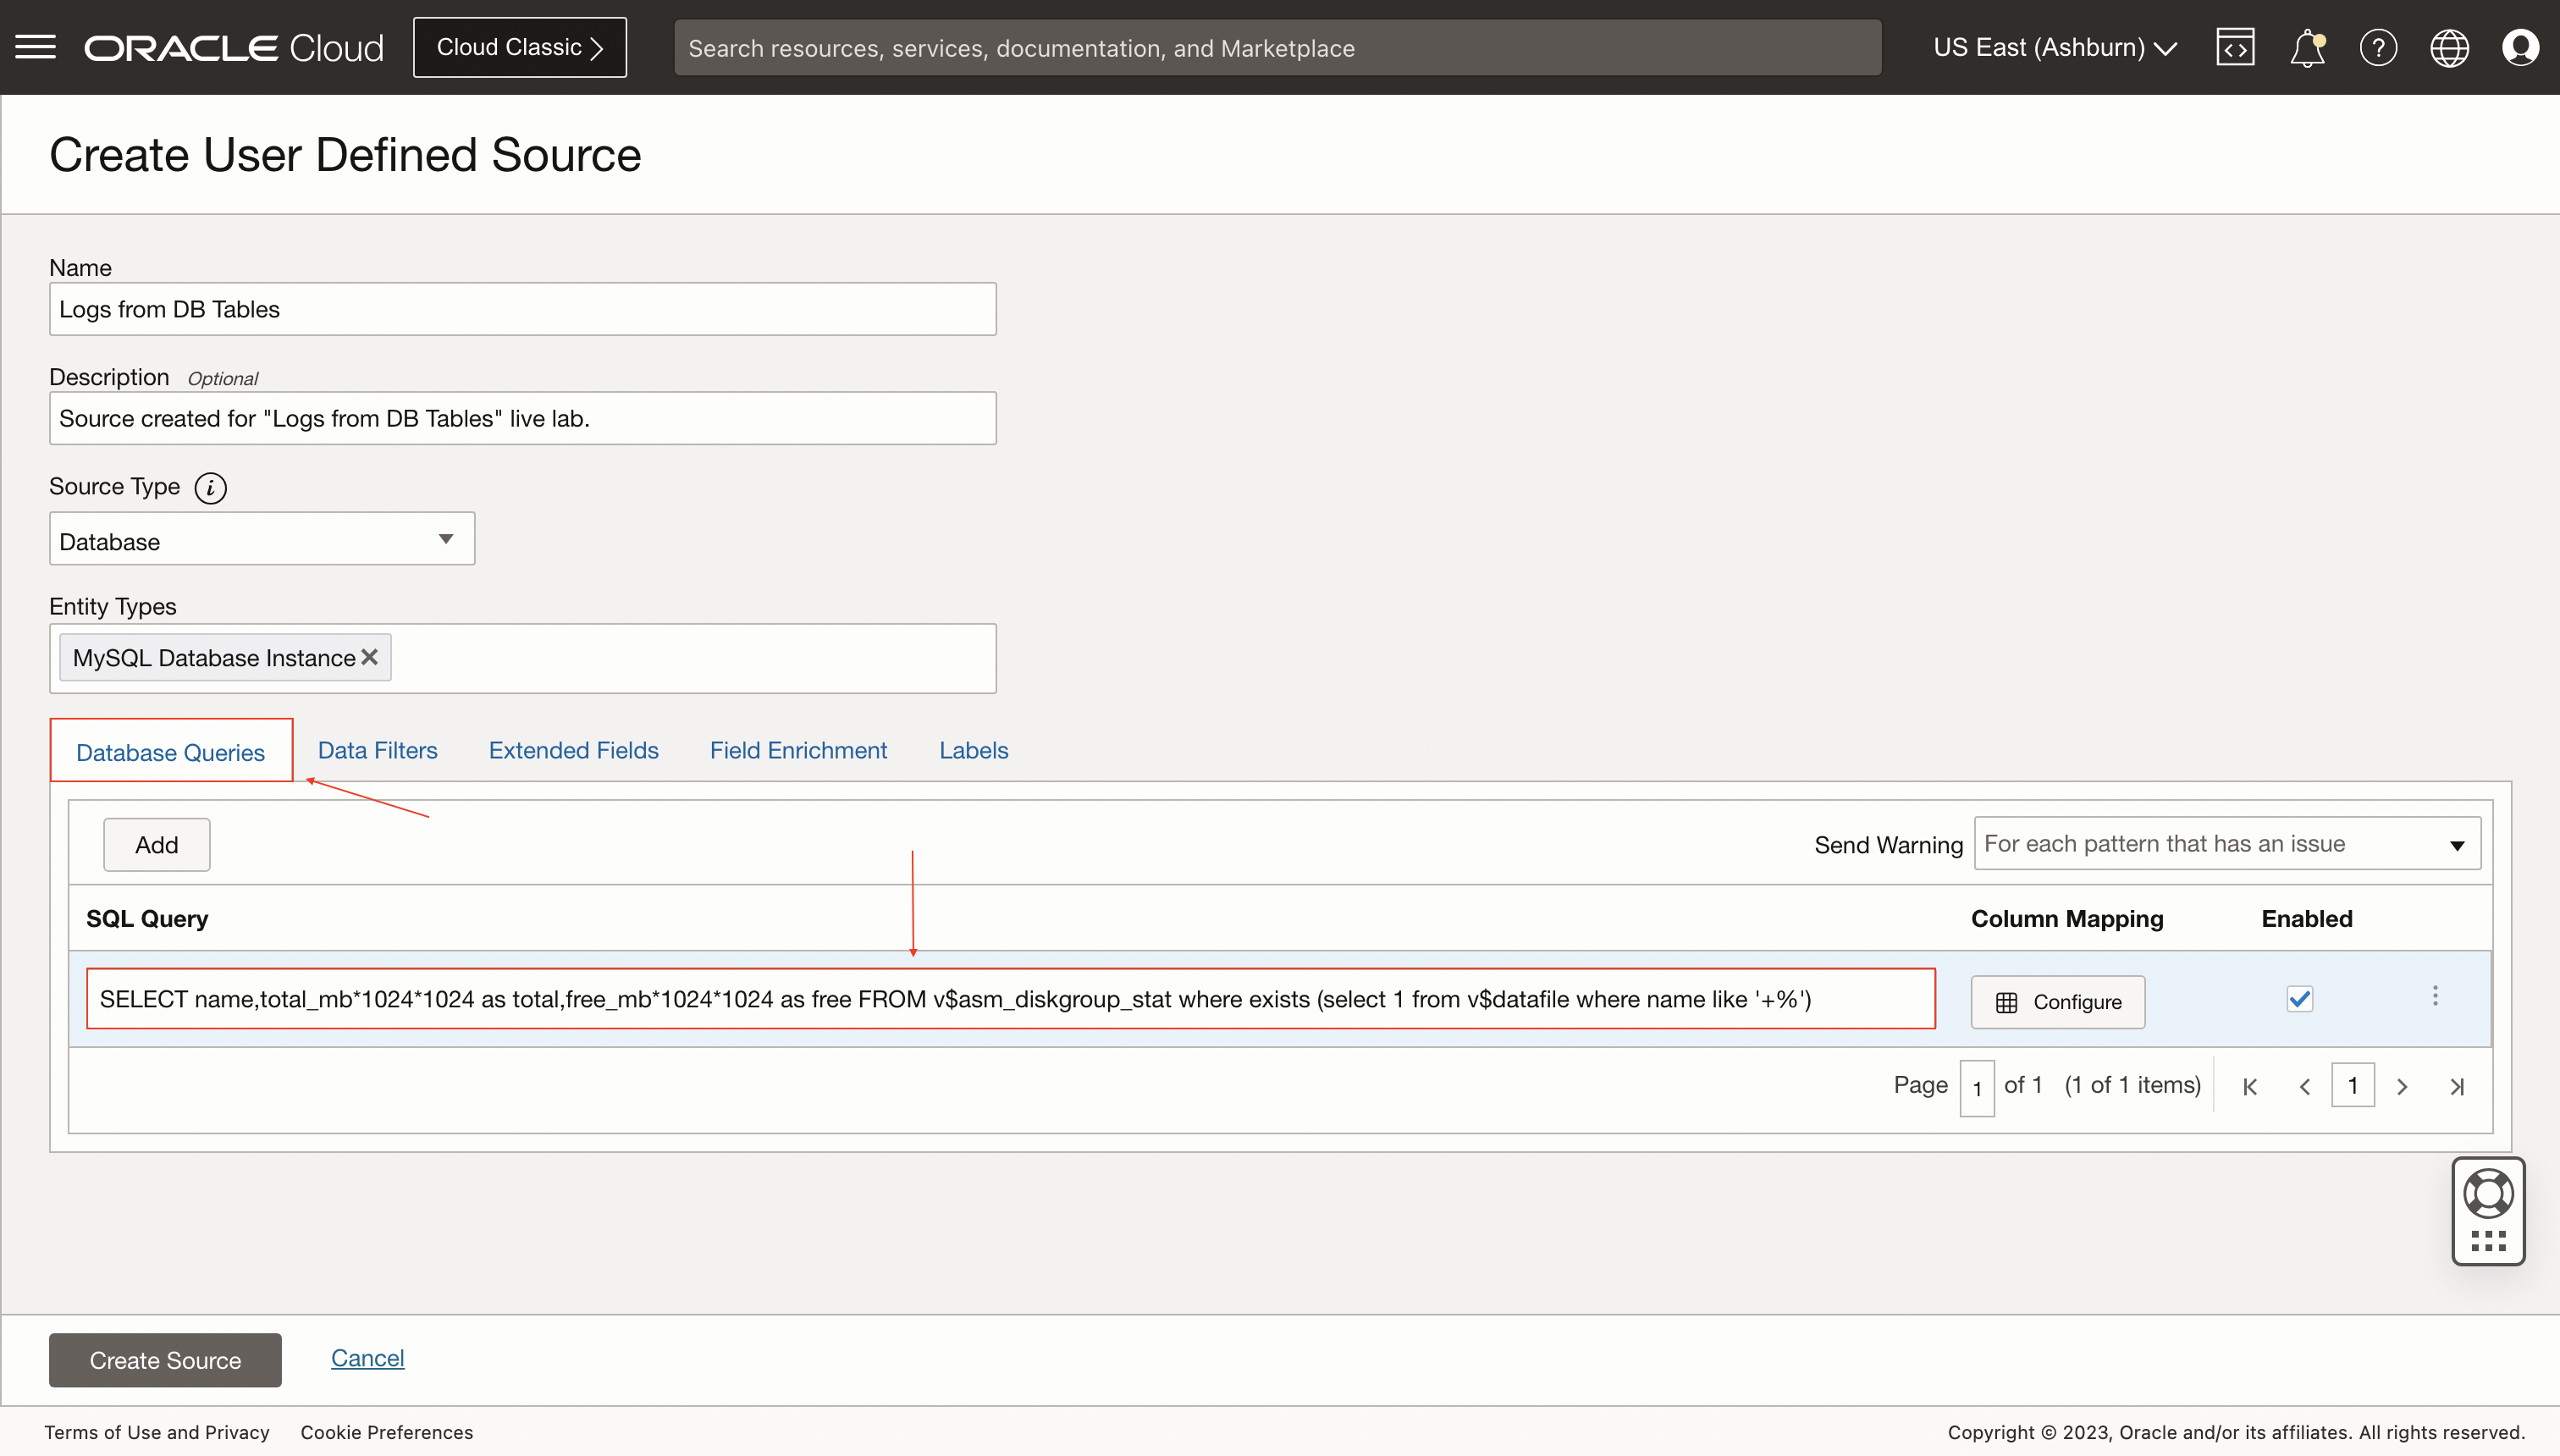 ORACLE Cloud Cloud Classic Search resources, services, documentation, and Marketplace US East (Ashburn)
Create User Defined Source
Name
Logs from DB Tables
Description Optional
Source created for "Logs from DB Tables" live lab.
Source Type i
Database
Entity Types
MySQL Database Instance
Database Queries Data Filters Extended Fields Field Enrichment Labels
Add Send Warning For each pattern that has an issue
SQL Query Column Mapping Enabled
SELECT name,total_mb*1024*1024 as total,free_mb*1024*1024 as free FROM v$asm_diskgroup_stat where exists (select 1 from v$datafile where name like '+%') Configure
Page 1 of 1 (1 of 1 items) 1
Create Source Cancel
Terms of Use and Privacy Cookie Preferences Copyright © 2023, Oracle and/or its affiliates. All rights reserved.